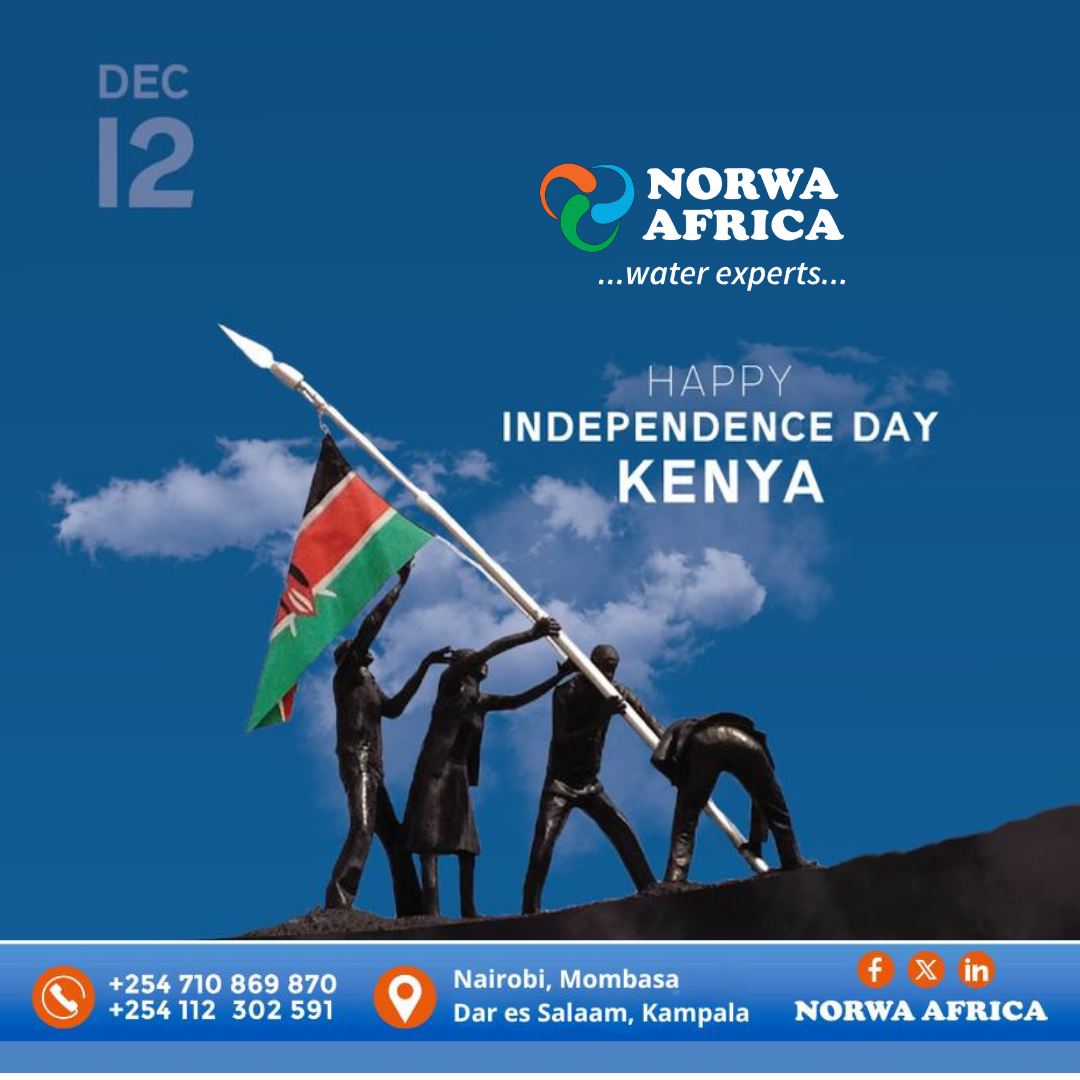 DEC
12
NORWA
AFRICA
...water experts...
HAPPY
INDEPENDENCE DAY
KENYA
+254 710 869 870
+254 112 302 591
Nairobi, Mombasa
Dar es Salaam, Kampala
f X in
NORWA AFRICA